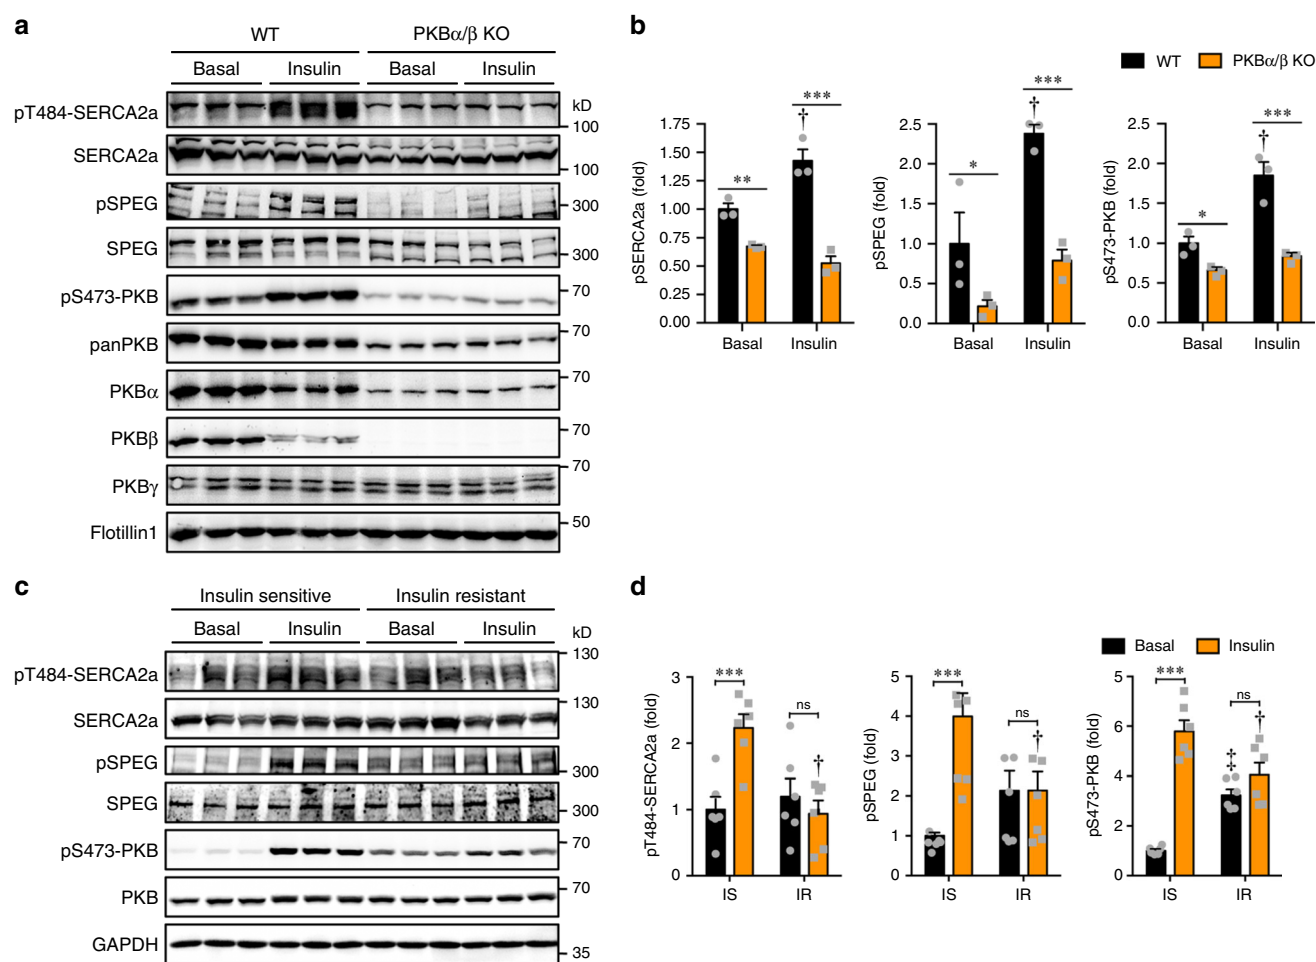 a
WT PKBα/β KO
Basal Insulin Basal Insulin
kD
pT484-SERCA2a
100
SERCA2a
100
pSPEG
300
SPEG
300
pS473-PKB
70
panPKB
70
PKBα
70
PKBβ
70
PKBγ
70
Flotillin1
50
b
WT PKBα/β KO
pSERCA2a (fold)
1.75
1.50
1.25
1.00
0.75
0.50
0.25
0.00
** *** †
Basal Insulin
pSPEG (fold)
2.5
2.0
1.5
1.0
0.5
0.0
* *** †
Basal Insulin
pS473-PKB (fold)
2.5
2.0
1.5
1.0
0.5
0.0
* *** †
Basal Insulin
c
Insulin sensitive Insulin resistant
Basal Insulin Basal Insulin
kD
pT484-SERCA2a
130
SERCA2a
130
pSPEG
300
SPEG
300
pS473-PKB
70
PKB
70
GAPDH
35
d
Basal Insulin
pT484-SERCA2a (fold)
3
2
1
0
*** ns †
IS IR
pSPEG (fold)
5
4
3
2
1
0
*** ns †
IS IR
pS473-PKB (fold)
5
6
4
2
0
*** ns ‡ †
IS IR